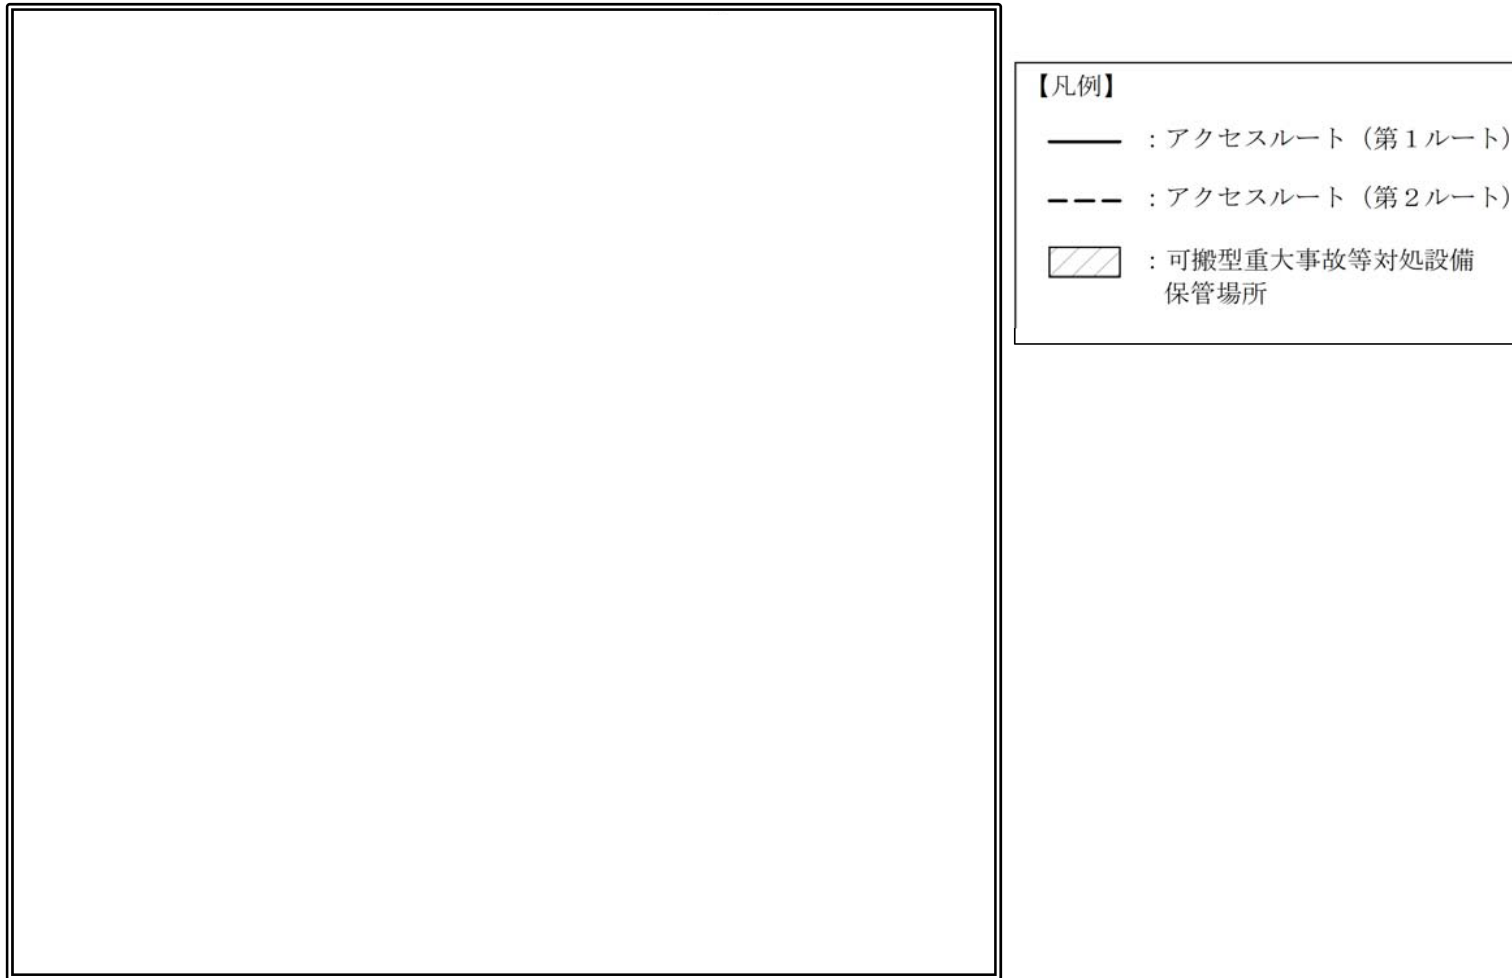 【凡例】
：アクセスルート（第１ルート）
：アクセスルート（第２ルート）
：可搬型重大事故等対処設備
保管場所